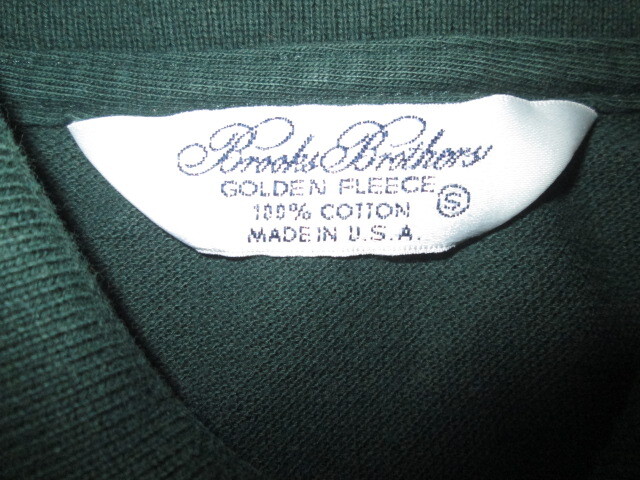 Brooks Brothers
GOLDEN FLEECE Ⓢ
100% COTTON
MADE IN U.S.A.